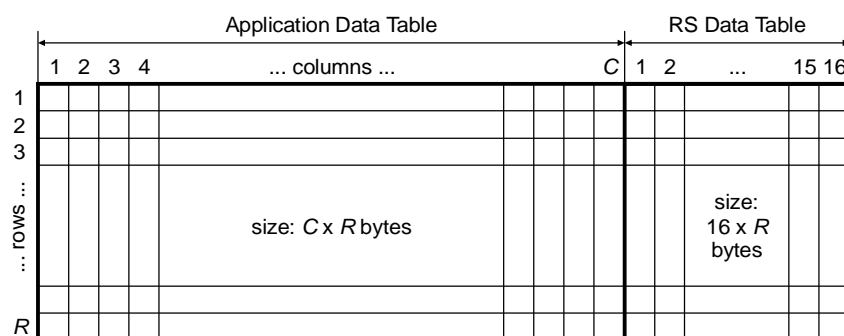 Application Data Table RS Data Table
1 2 3 4 ... columns ... C 1 2 ... 15 16
1
2
3
... rows ...
size: C x R bytes
size:
16 x R
bytes
R